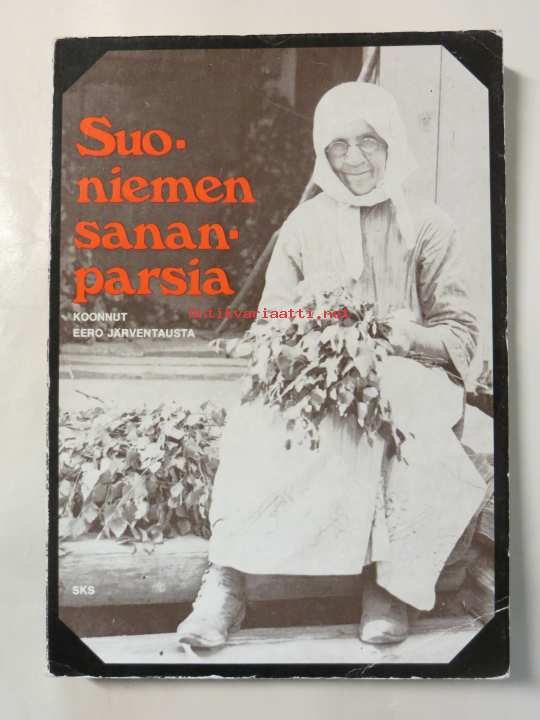 Suo-
niemen
sanan-
parsia
antikvariaatti.net
KOONNUT
EERO JÄRVENTAUSTA
SKS